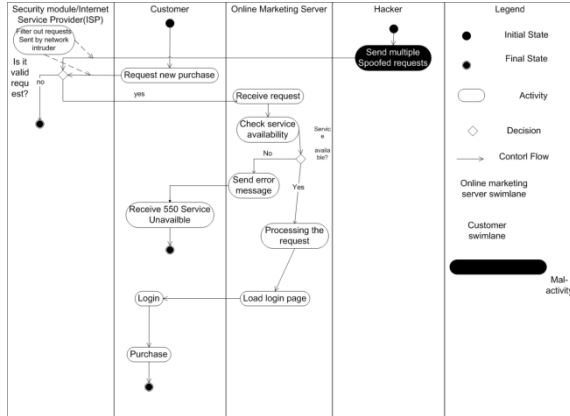 Security module/Internet
Service Provider(ISP)
Customer
Online Marketing Server
Hacker
Legend
Filter out requests
Sent by network
intruder
Is it
valid
requ
est?
no
yes
Request new purchase
Receive request
Check service
availability
Servic
e
availa
ble?
No
Yes
Send error
message
Receive 550 Service
Unavailble
Processing the
request
Load login page
Login
Purchase
Send multiple
Spoofed requests
Initial State
Final State
Activity
Decision
Contorl Flow
Online marketing
server swimlane
Customer
swimlane
Mal-
activity